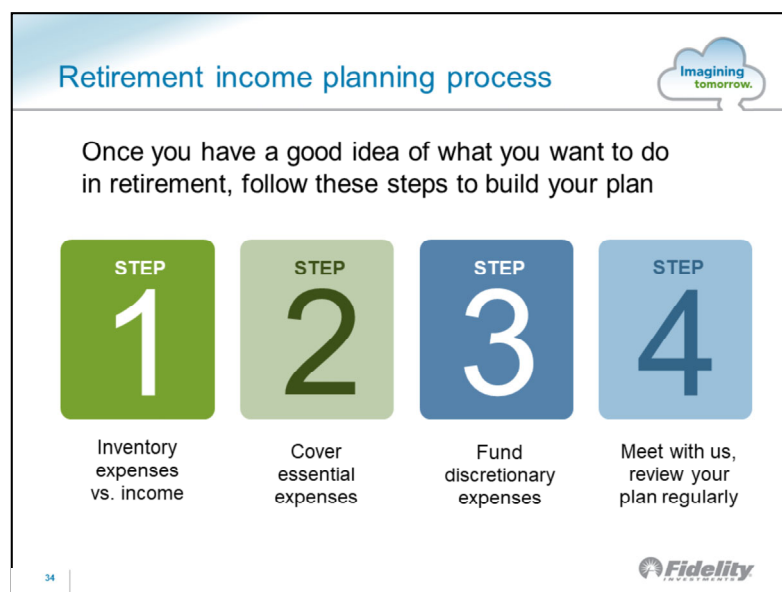 Retirement income planning process
Imagining
tomorrow.
Once you have a good idea of what you want to do
in retirement, follow these steps to build your plan
STEP
1
Inventory
expenses
vs. income
STEP
2
Cover
essential
expenses
STEP
3
Fund
discretionary
expenses
STEP
4
Meet with us,
review your
plan regularly
34
Fidelity
INVESTMENTS